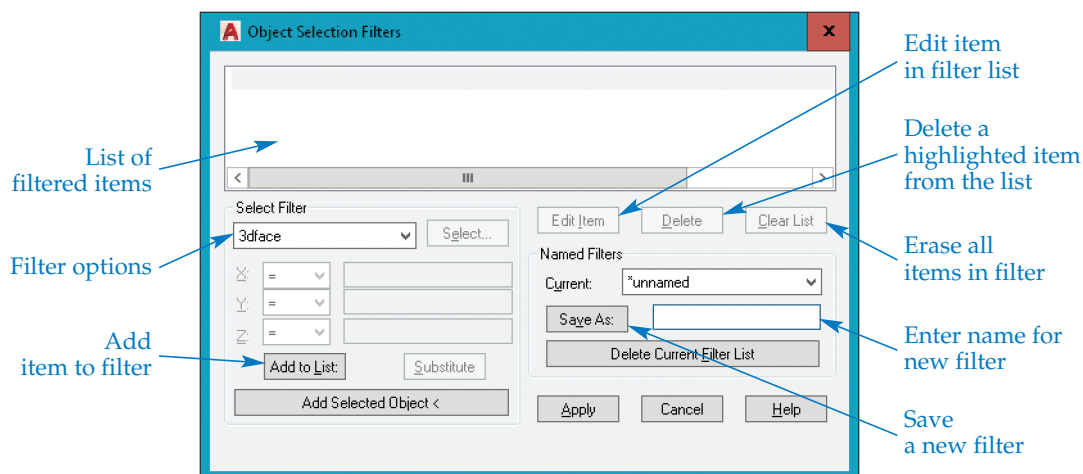 Object Selection Filters
x
Edit item
in filter list
Delete a
highlighted item
from the list
List of
filtered items
Select Filter
3dface
Select...
Edit Item
Delete
Clear List
Filter options
X:
=
Y:
=
Z:
=
Named Filters
Current:
*unnamed
Save As:
Delete Current Filter List
Erase all
items in filter
Add
item to filter
Add to List:
Substitute
Add Selected Object <
Apply
Cancel
Help
Enter name for
new filter
Save
a new filter